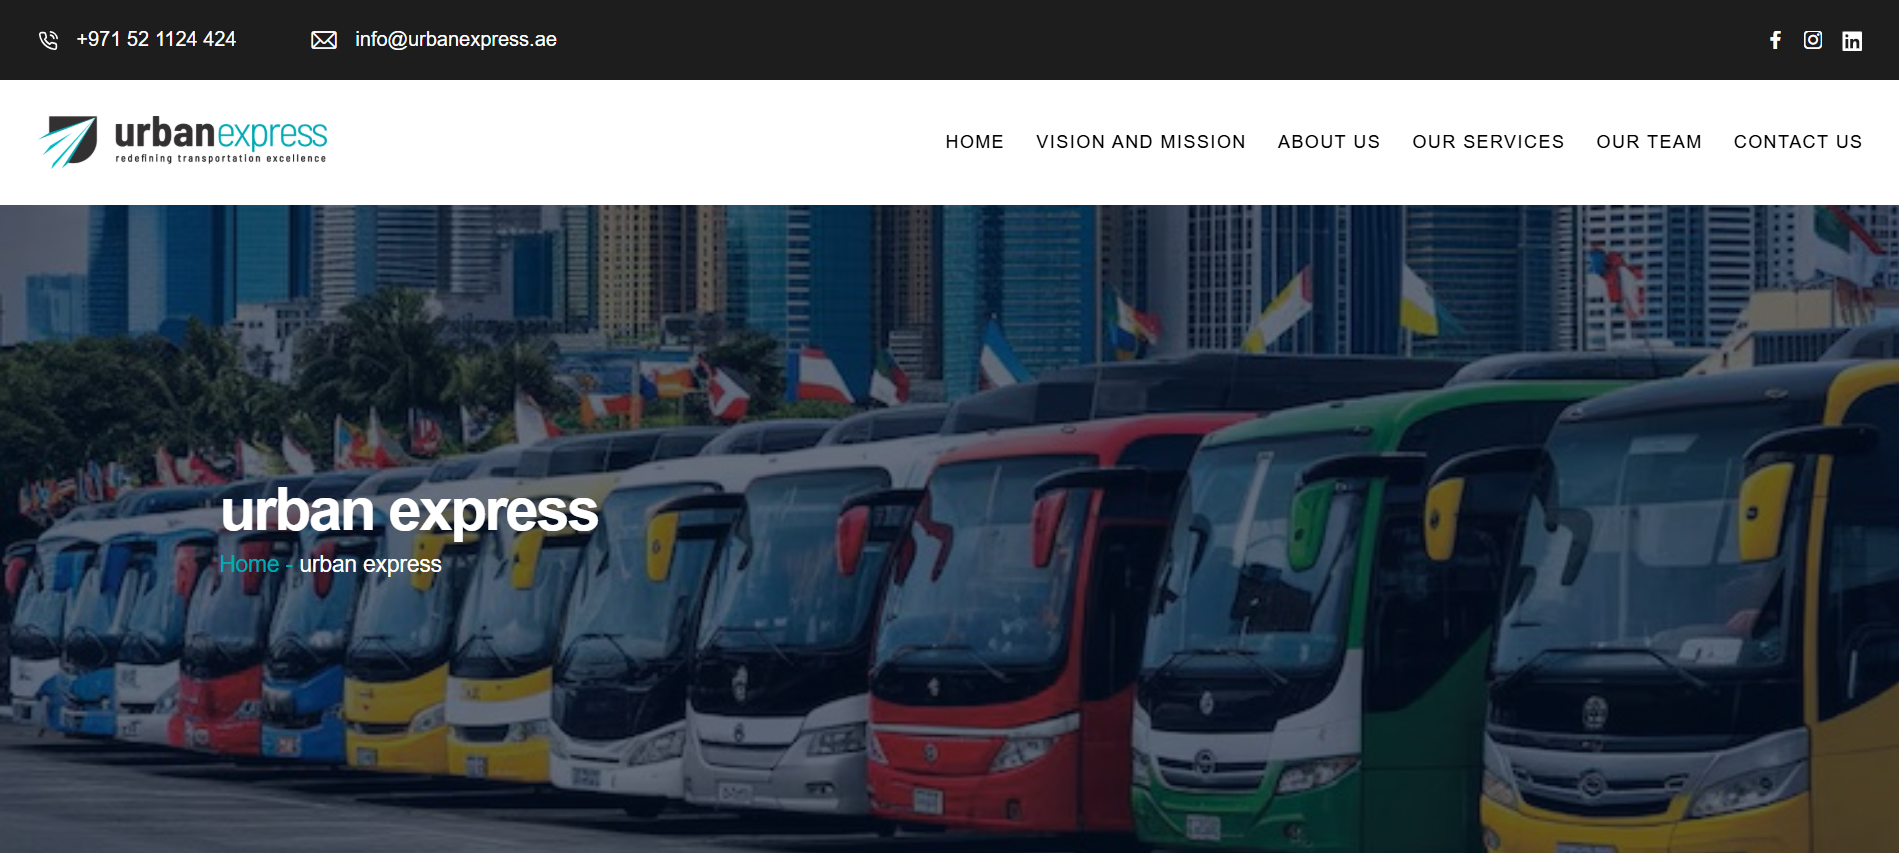 +971 52 1124 424
info@urbanexpress.ae
urbanexpress
redefining transportation excellence
HOME VISION AND MISSION ABOUT US OUR SERVICES OUR TEAM CONTACT US
urban express
Home - urban express